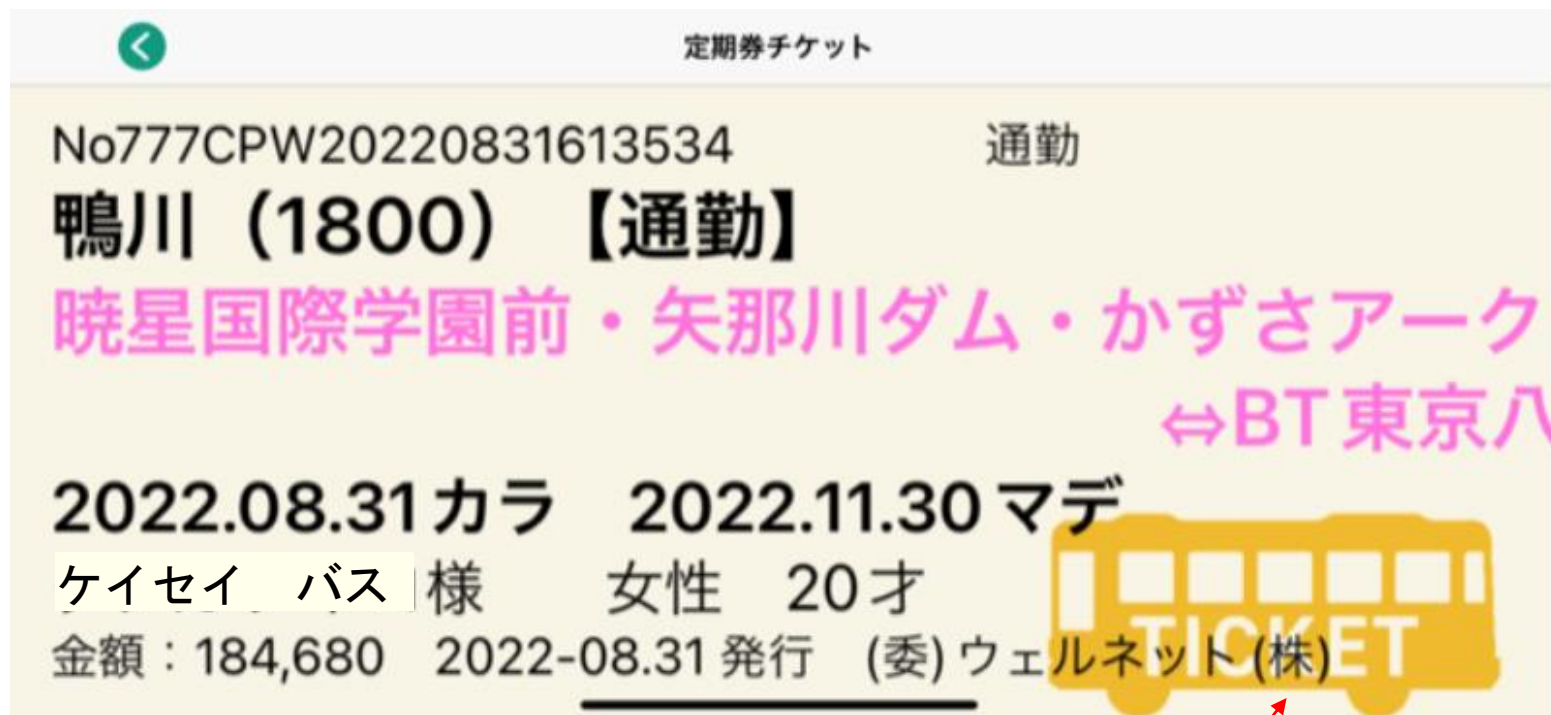 定期券チケット
No777CPW20220831613534 通勤
鴨川（1800）【通勤】
暁星国際学園前・矢那川ダム・かずさアーク
⇔BT東京八
2022.08.31カラ 2022.11.30マデ
ケイセイ バス 様 女性 20才
金額：184,680 2022-08.31発行 (委)ウェルネット(株)
TICKET